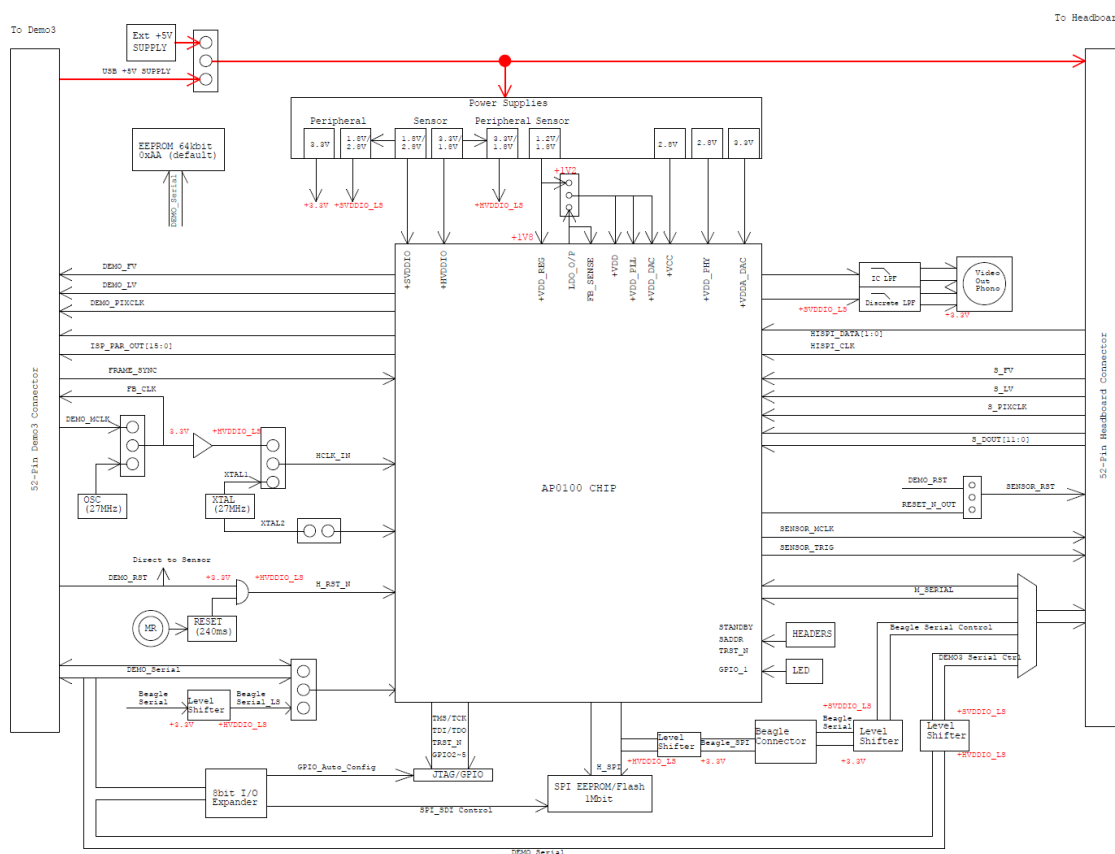 To Demo3
To Headboar
Ext +5V
SUPPLY
USB +5V SUPPLY
Power Supplies
Peripheral
Sensor
Peripheral
Sensor
3.3V
1.8V/
2.8V
1.8V/
2.8V
3.3V/
1.8V
3.3V/
1.8V
1.2V/
1.8V
2.8V
2.8V
3.3V
EEPROM 64kbit
0xAA (default)
DEMO_Serial
+3.3V
+SVDDIO_LS
+HVDDIO_LS
+1V2
+1V8
+SVDDIO
+HVDDIO
+VDD_REG
LDO_O/P
FB_SENSE
+VDD
+VDD_PLL
+VDD_DAC
+VCC
+VDD_PHY
+VDDA_DAC
52-Pin Demo3 Connector
DEMO_FV
DEMO_LV
DEMO_PIXCLK
ISP_PAR_OUT[15:0]
FRAME_SYNC
FB_CLK
DEMO_MCLK
3.3V
+HVDDIO_LS
HCLK_IN
XTAL1
OSC
(27MHz)
XTAL
(27MHz)
XTAL2
Direct to Sensor
DEMO_RST
+3.3V
+HVDDIO_LS
H_RST_N
MR
RESET
(240ms)
DEMO_Serial
Beagle
Serial
Level
Shifter
Beagle
Serial_LS
+3.3V
+HVDDIO_LS
AP0100 CHIP
IC LPF
Discrete LPF
Video
Out
Phono
+SVDDIO_LS
+3.3V
HISPI_DATA[1:0]
HISPI_CLK
S_FV
S_LV
S_PIXCLK
S_DOUT[11:0]
52-Pin Headboard Connector
DEMO_RST
RESET_N_OUT
SENSOR_RST
SENSOR_MCLK
SENSOR_TRIG
M_SERIAL
Beagle Serial Control
DEMO3 Serial Ctrl
STANDBY
SADDR
TRST_N
HEADERS
GPIO_1
LED
TMS/TCK
TDI/TDO
TRST_N
GPIO2-5
JTAG/GPIO
GPIO_Auto_Config
8bit I/O
Expander
SPI_SDI Control
H_SPI
SPI EEPROM/Flash
1Mbit
Level
Shifter
+HVDDIO_LS
Beagle_SPI
+3.3V
Beagle
Connector
Beagle
Serial
+SVDDIO_LS
Level
Shifter
+3.3V
+SVDDIO_LS
Level
Shifter
+HVDDIO_LS
DEMO_Serial